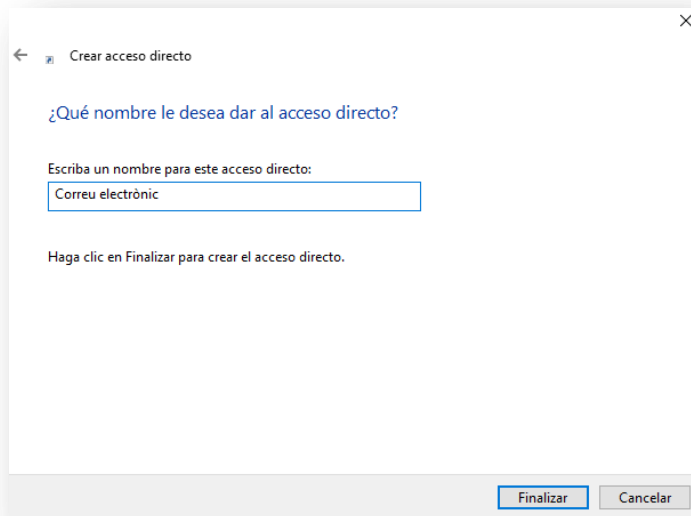 Crear acceso directo
¿Qué nombre le desea dar al acceso directo?
Escriba un nombre para este acceso directo:
Correu electrònic
Haga clic en Finalizar para crear el acceso directo.
Finalizar
Cancelar